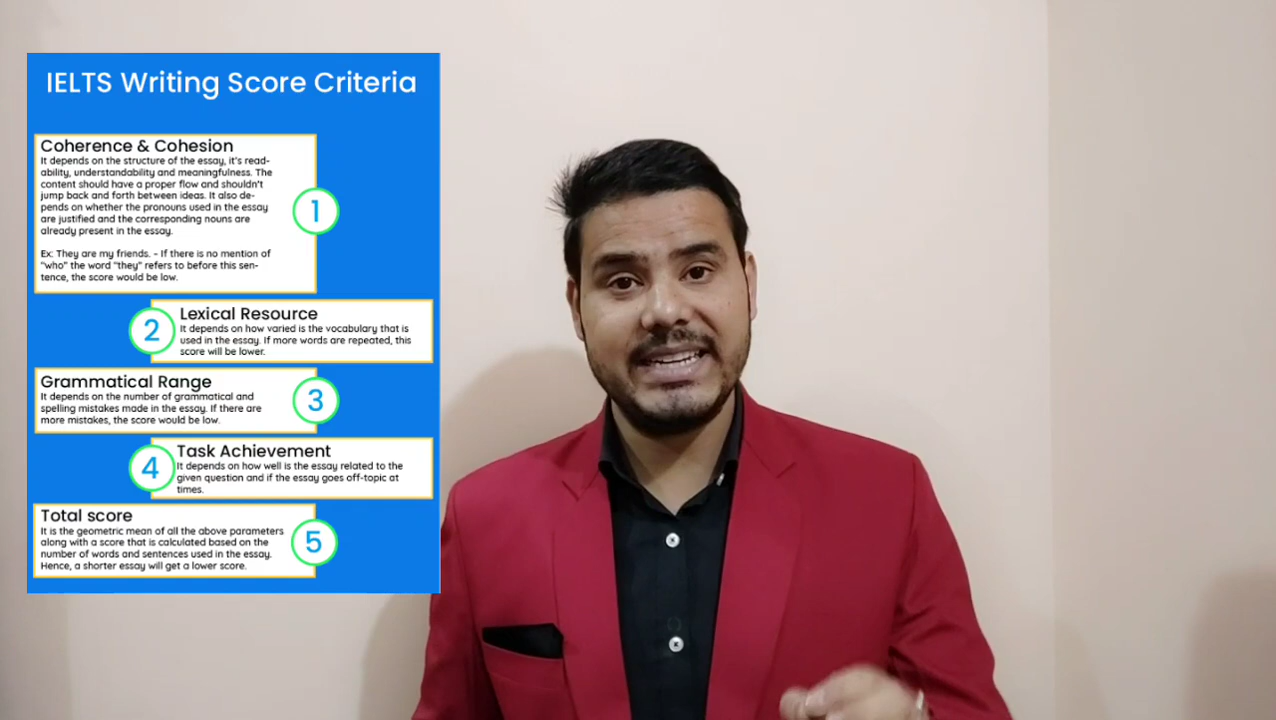 IELTS Writing Score Criteria
Coherence & Cohesion
It depends on the structure of the essay, it's read-
ability, understandability and meaningfulness. The
content should have a proper flow and shouldn't
jump back and forth between ideas. It also de-
pends on whether the pronouns used in the essay
are justified and the corresponding nouns are
already present in the essay.
Ex: They are my friends. - If there is no mention of
"who" the word "they" refers to before this sen-
tence, the score would be low.
1
2
Lexical Resource
It depends on how varied is the vocabulary that is
used in the essay. If more words are repeated, this
score will be lower.
Grammatical Range
It depends on the number of grammatical and
spelling mistakes made in the essay. If there are
more mistakes, the score would be low.
3
4
Task Achievement
It depends on how well is the essay related to the
given question and if the essay goes off-topic at
times.
Total score
It is the geometric mean of all the above parameters
along with a score that is calculated based on the
number of words and sentences used in the essay.
Hence, a shorter essay will get a lower score.
5